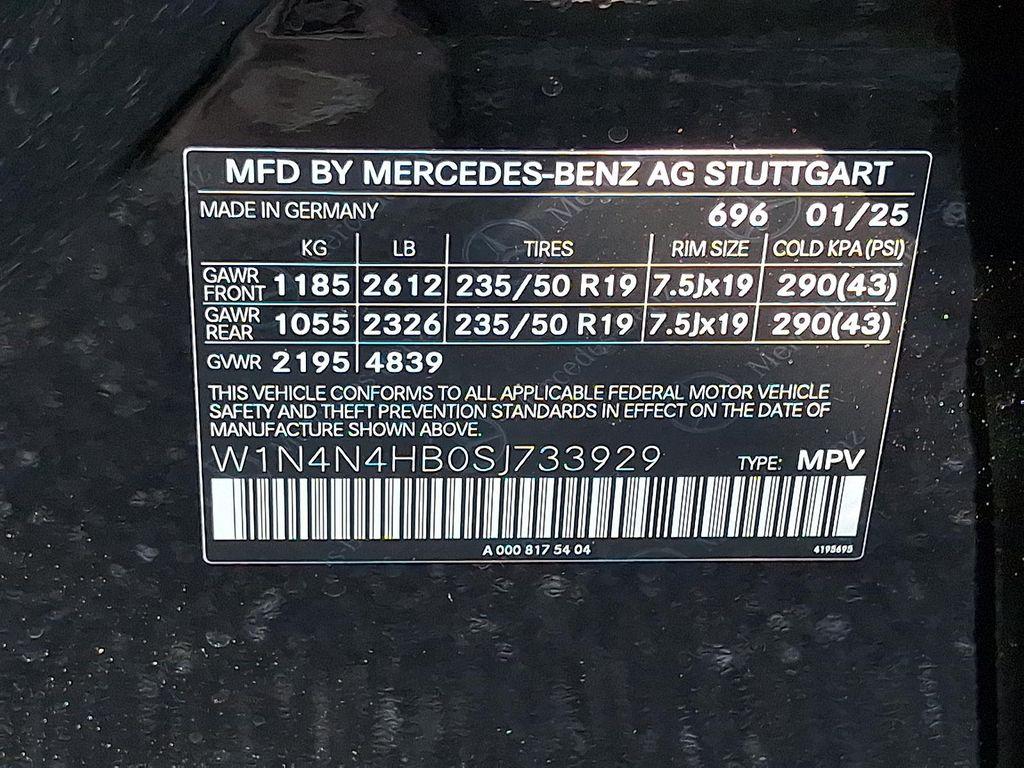 MFD BY MERCEDES-BENZ AG STUTTGART
MADE IN GERMANY 696 01/25
KG LB TIRES RIM SIZE COLD KPA (PSI)
GAWR FRONT 1185 2612 235/50 R19 7.5Jx19 290(43)
GAWR REAR 1055 2326 235/50 R19 7.5Jx19 290(43)
GVWR 2195 4839
THIS VEHICLE CONFORMS TO ALL APPLICABLE FEDERAL MOTOR VEHICLE
SAFETY AND THEFT PREVENTION STANDARDS IN EFFECT ON THE DATE OF
MANUFACTURE SHOWN ABOVE.
W1N4N4HB0SJ733929 TYPE: MPV
A 000 817 54 04 4195695